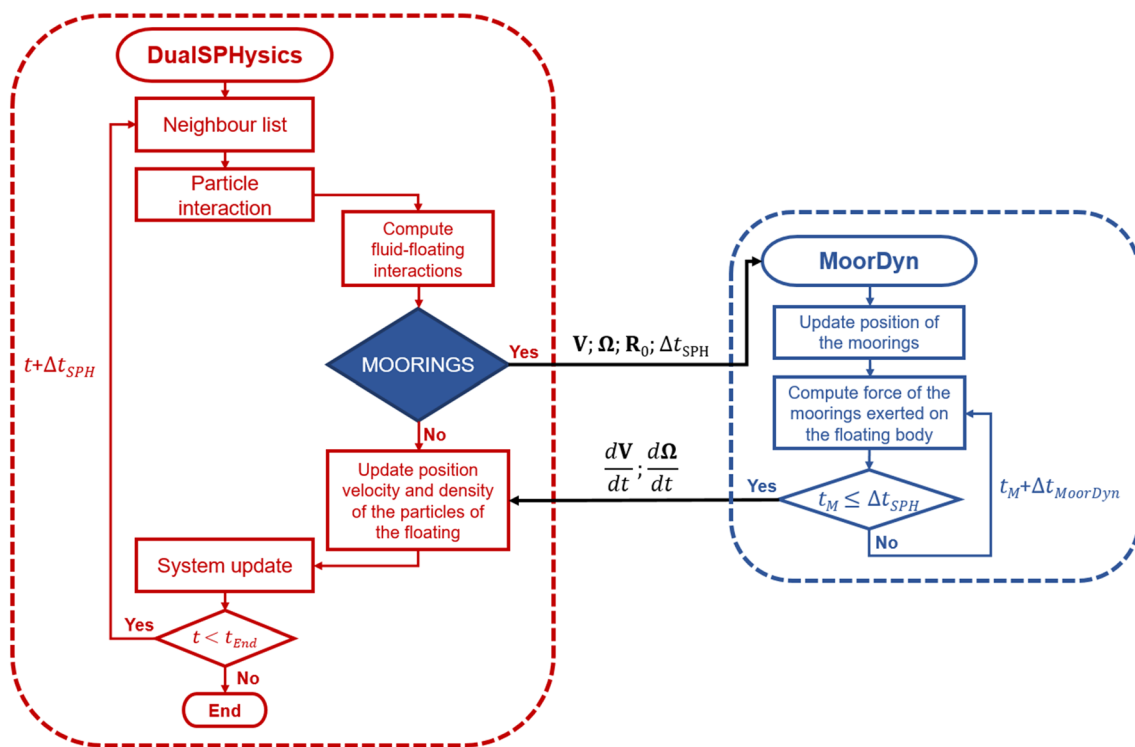 DualSPHysics
Neighbour list
Particle
interaction
Compute
fluid-floating
interactions
MOORINGS
Yes
No
t+Δt_SPH
Update position
velocity and density
of the particles of
the floating
System update
t < t_End
Yes
No
End
V; Ω; R_0; Δt_SPH
dV/dt ; dΩ/dt
MoorDyn
Update position of
the moorings
Compute force of the
moorings exerted on
the floating body
t_M ≤ Δt_SPH
Yes
No
t_M+Δt_MoorDyn